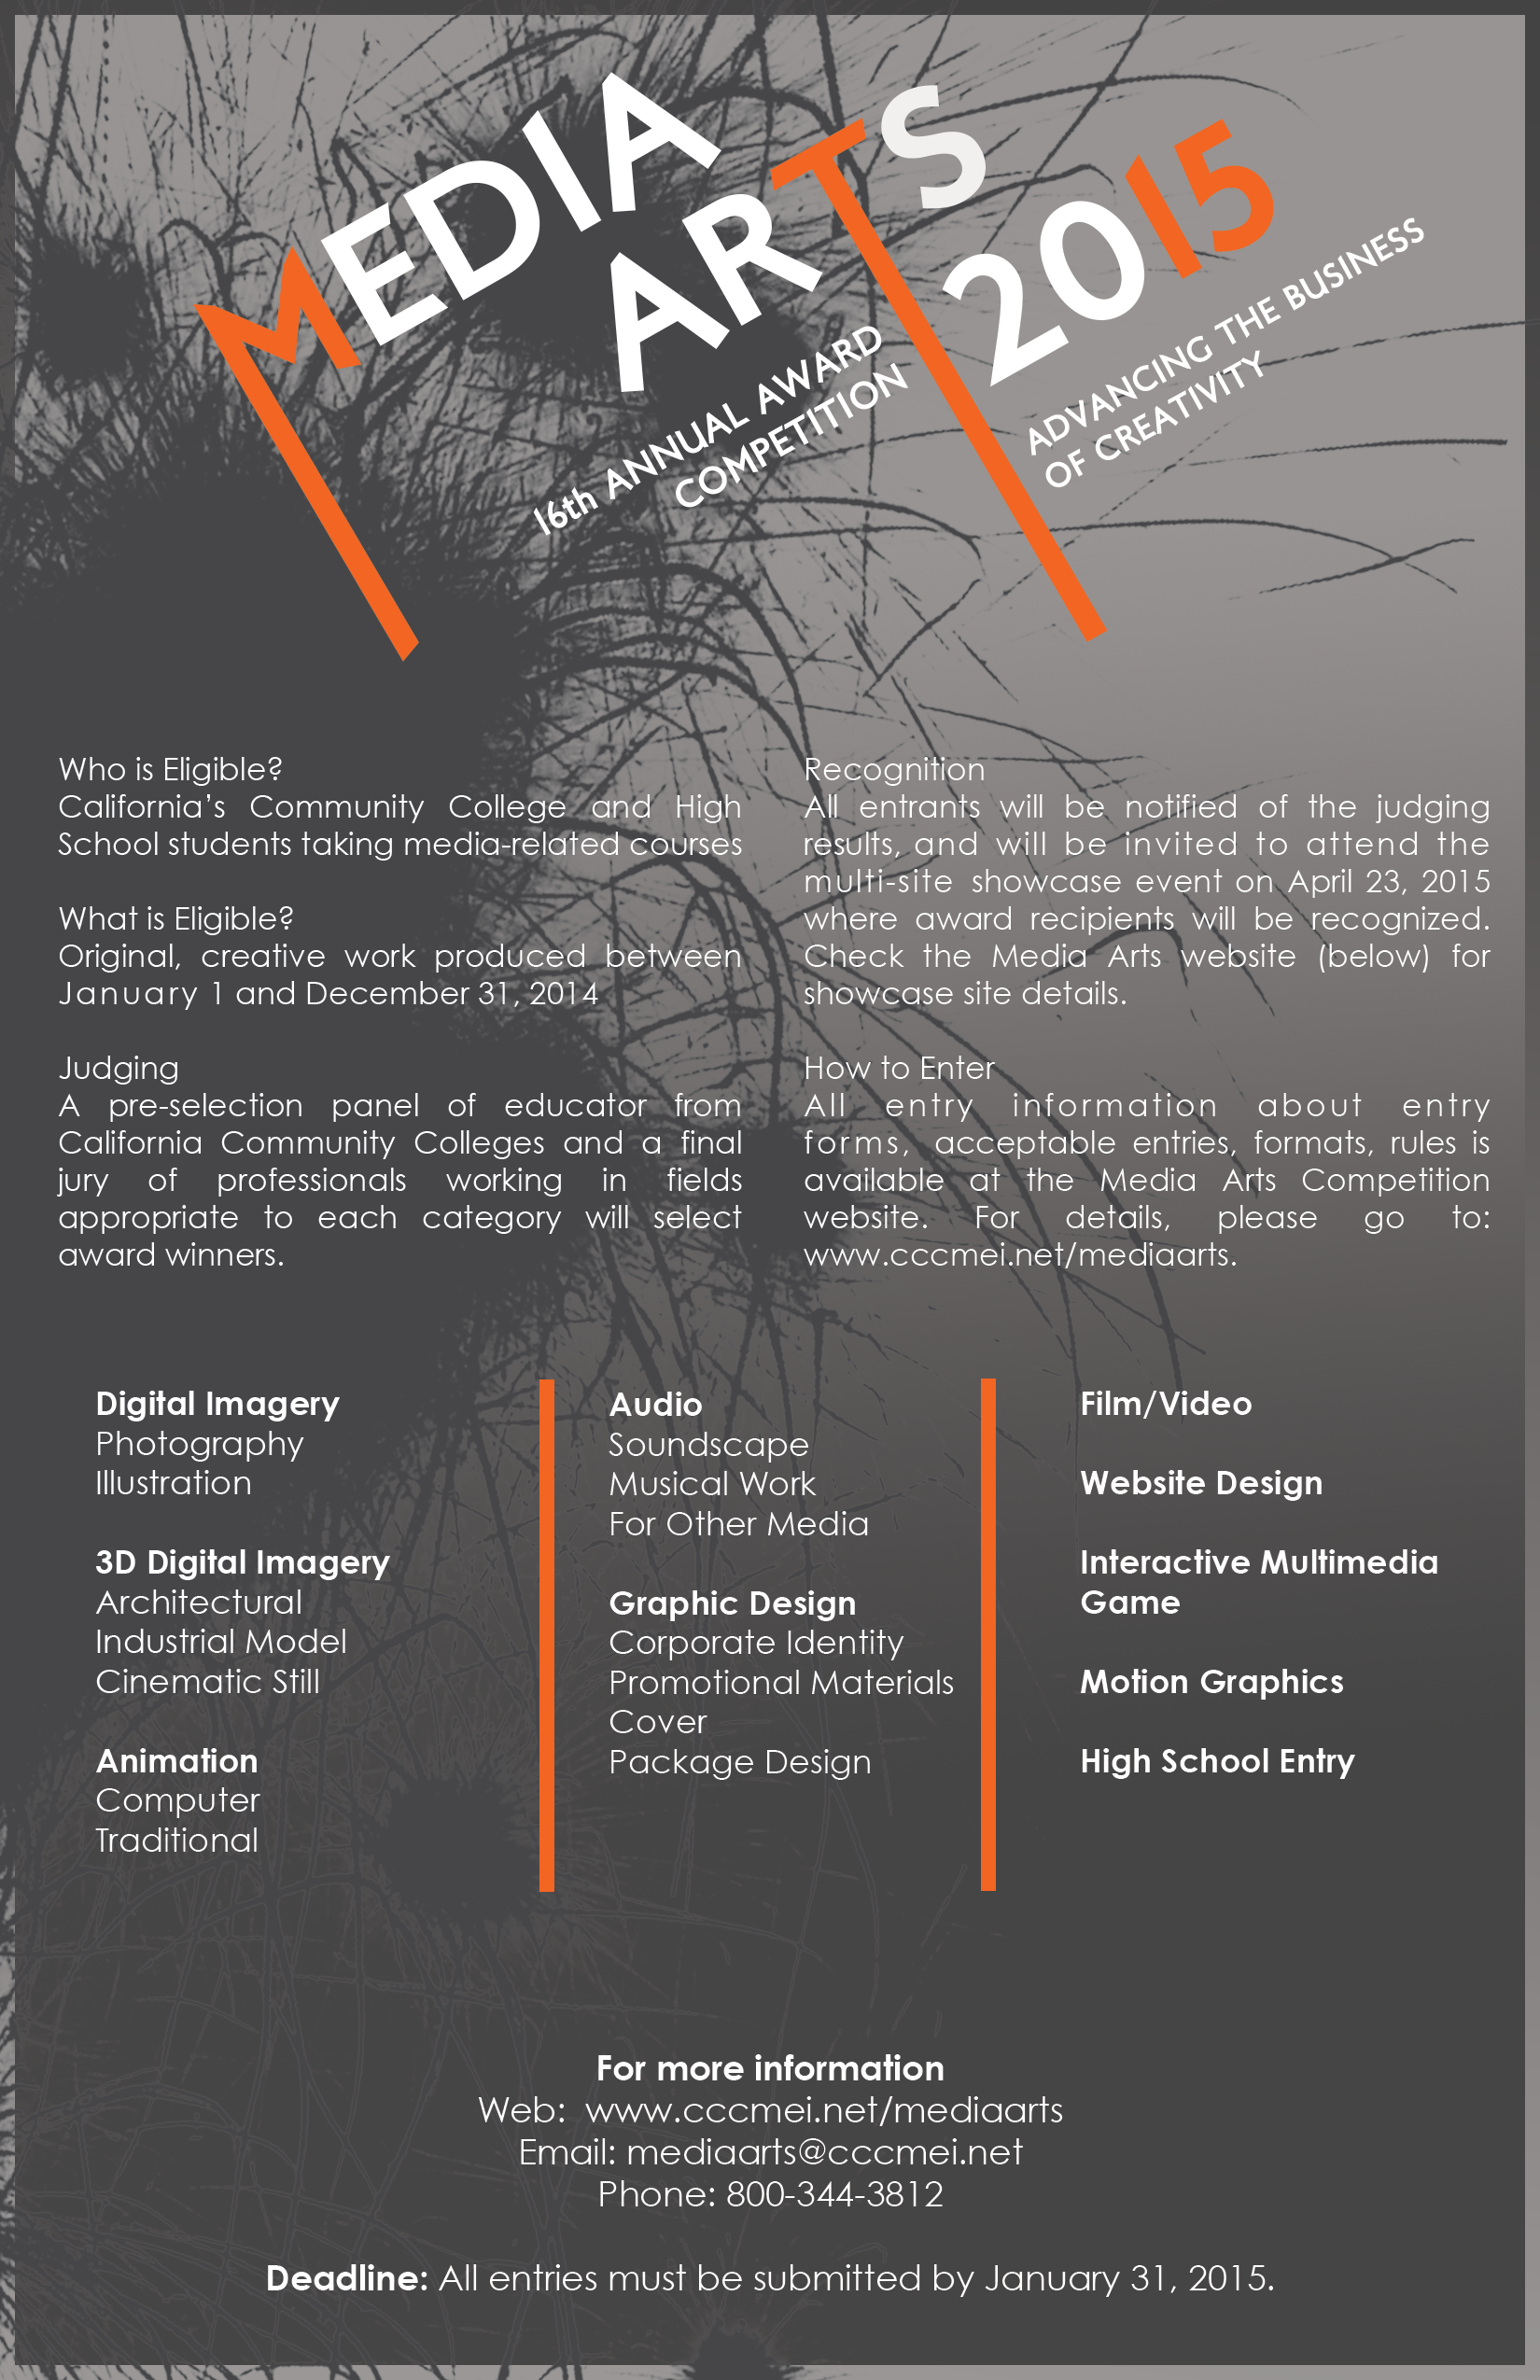 MEDIA
ARTS
2015
16th ANNUAL AWARD
COMPETITION
ADVANCING THE BUSINESS
OF CREATIVITY
Who is Eligible?
California’s Community College and High
School students taking media-related courses
What is Eligible?
Original, creative work produced between
January 1 and December 31, 2014
Judging
A pre-selection panel of educator from
California Community Colleges and a final
jury of professionals working in fields
appropriate to each category will select
award winners.
Recognition
All entrants will be notified of the judging
results, and will be invited to attend the
multi-site showcase event on April 23, 2015
where award recipients will be recognized.
Check the Media Arts website (below) for
showcase site details.
How to Enter
All entry information about entry
forms, acceptable entries, formats, rules is
available at the Media Arts Competition
website. For details, please go to:
www.cccmei.net/mediaarts.
Digital Imagery
Photography
Illustration
3D Digital Imagery
Architectural
Industrial Model
Cinematic Still
Animation
Computer
Traditional
Audio
Soundscape
Musical Work
For Other Media
Graphic Design
Corporate Identity
Promotional Materials
Cover
Package Design
Film/Video
Website Design
Interactive Multimedia
Game
Motion Graphics
High School Entry
For more information
Web: www.cccmei.net/mediaarts
Email: mediaarts@cccmei.net
Phone: 800-344-3812
Deadline: All entries must be submitted by January 31, 2015.